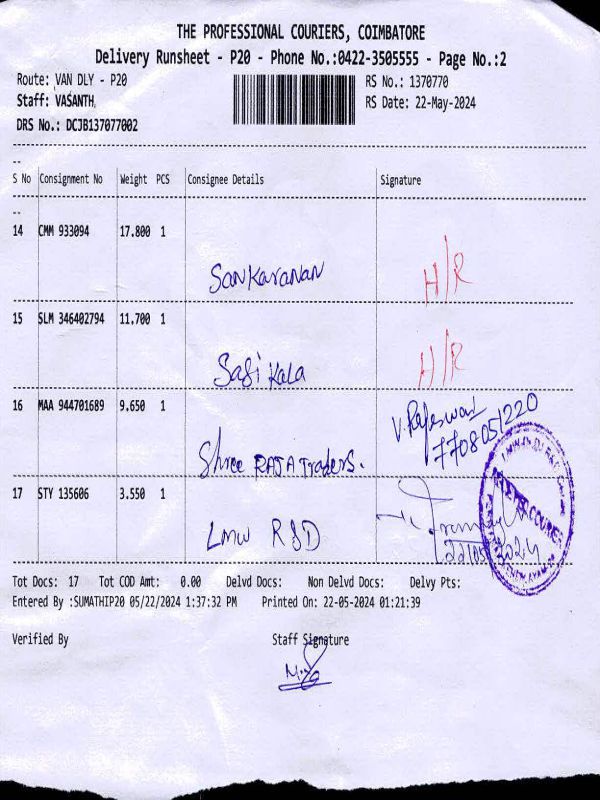 THE PROFESSIONAL COURIERS, COIMBATORE
Delivery Runsheet - P20 - Phone No.:0422-3505555 - Page No.:2
Route: VAN DLY - P20 RS No.: 1370770
Staff: VASANTH, RS Date: 22-May-2024
DRS No.: DCJB137077002
S No Consignment No Weight PCS Consignee Details Signature
14 CMM 933094 17.800 1
Sankaranan H/R
15 SLM 346402794 11.700 1
Sasi Kala H/R
16 MAA 944701689 9.650 1
V. Rajeswari
7708051220
Shree RAJA Traders.
17 STY 135606 3.550 1
Lmw R&D
22/05/2024
Tot Docs: 17 Tot COD Amt: 0.00 Delvd Docs: Non Delvd Docs: Delvy Pts:
Entered By :SUMATHIP20 05/22/2024 1:37:32 PM Printed On: 22-05-2024 01:21:39
Verified By Staff Signature